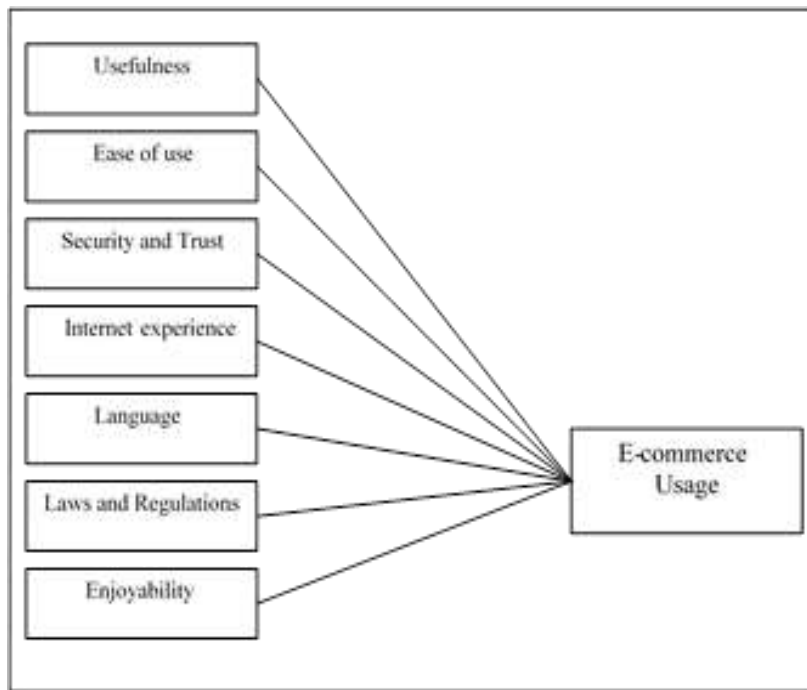 Usefulness
Ease of use
Security and Trust
Internet experience
Language
Laws and Regulations
Enjoyability
E-commerce
Usage